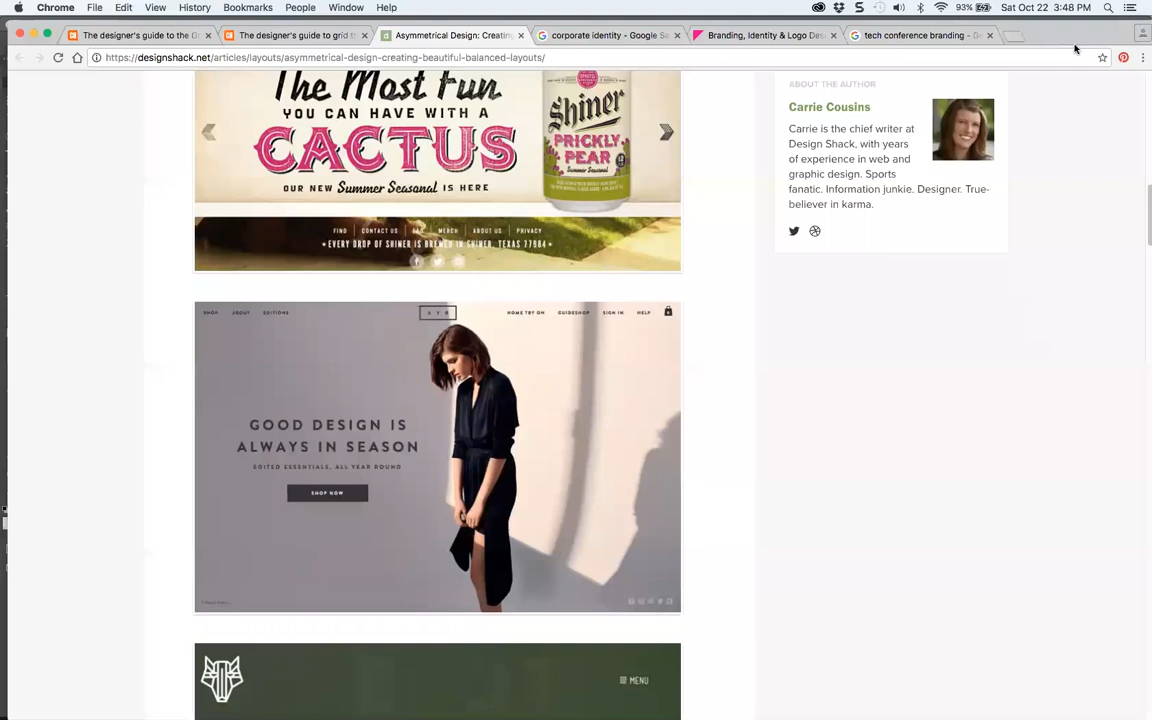 Chrome File Edit View History Bookmarks People Window Help 93% Sat Oct 22 3:48 PM
The designer's guide to the G The designer's guide to grid t Asymmetrical Design: Creating corporate identity - Google Se Branding, Identity & Logo Des tech conference branding - Go
https://designshack.net/articles/layouts/asymmetrical-design-creating-beautiful-balanced-layouts/
The Most Fun
YOU CAN HAVE WITH A
CACTUS
OUR NEW Summer Seasonal IS HERE
Shiner
PRICKLY
PEAR
Summer Seasonal
FIND CONTACT US FAQ MERCH ABOUT US PRIVACY
EVERY DROP OF SHINER IS BREWED IN SHINER, TEXAS 77984
ABOUT THE AUTHOR
Carrie Cousins
Carrie is the chief writer at
Design Shack, with years
of experience in web and
graphic design. Sports
fanatic. Information junkie. Designer. True-
believer in karma.
SHOP ABOUT EDITIONS AYR HOME TRY ON GUIDESHOP SIGN IN HELP
GOOD DESIGN IS
ALWAYS IN SEASON
EDITED ESSENTIALS, ALL YEAR ROUND
SHOP NOW
MENU